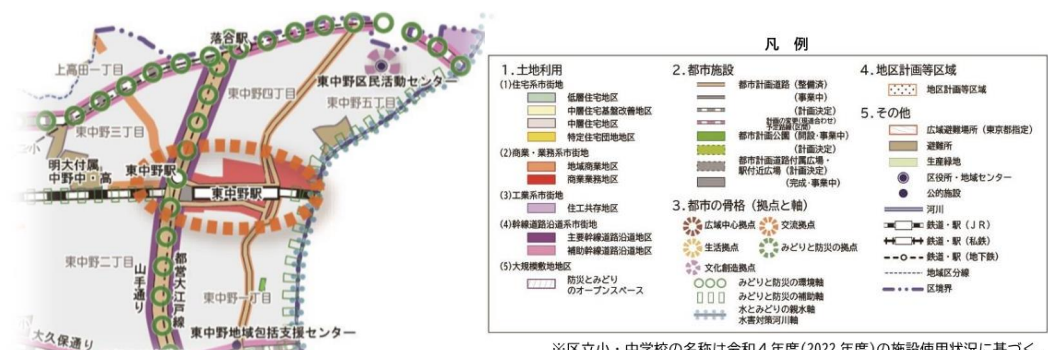 落合駅
上高田一丁目
東中野区民活動センター
東中野四丁目
東中野五丁目
東中野三丁目
小
明大付属
中野中・高
東中野駅
東中野駅
東中野二丁目
山手通り
都営大江戸線
東中野一丁目
東中野地域包括支援センター
大久保通り
凡 例
1.土地利用
(1)住宅系市街地
低層住宅地区
中層住宅基盤改善地区
中層住宅地区
特定住宅団地地区
(2)商業・業務系市街地
地域商業地区
商業業務地区
(3)工業系市街地
住工共存地区
(4)幹線道路沿道系市街地
主要幹線道路沿道地区
補助幹線道路沿道地区
(5)大規模敷地地区
防災とみどり
のオープンスペース
2.都市施設
都市計画道路(整備済)
(事業中)
(計画決定)
計画の変更(現道合わせ)
予定路線(区間)
都市計画公園(開設・事業中)
(計画決定)
都市計画道路付属広場・
駅付近広場(計画決定)
(完成・事業中)
3.都市の骨格(拠点と軸)
広域中心拠点
交流拠点
生活拠点
みどりと防災の拠点
文化創造拠点
みどりと防災の環境軸
みどりと防災の補助軸
水とみどりの親水軸
水害対策河川軸
4.地区計画等区域
地区計画等区域
5.その他
広域避難場所(東京都指定)
避難所
生産緑地
区役所・地域センター
公的施設
河川
鉄道・駅(JR)
鉄道・駅(私鉄)
鉄道・駅(地下鉄)
地域区分線
区境界
※区立小・中学校の名称は令和4年度(2022年度)の施設使用状況に基づく